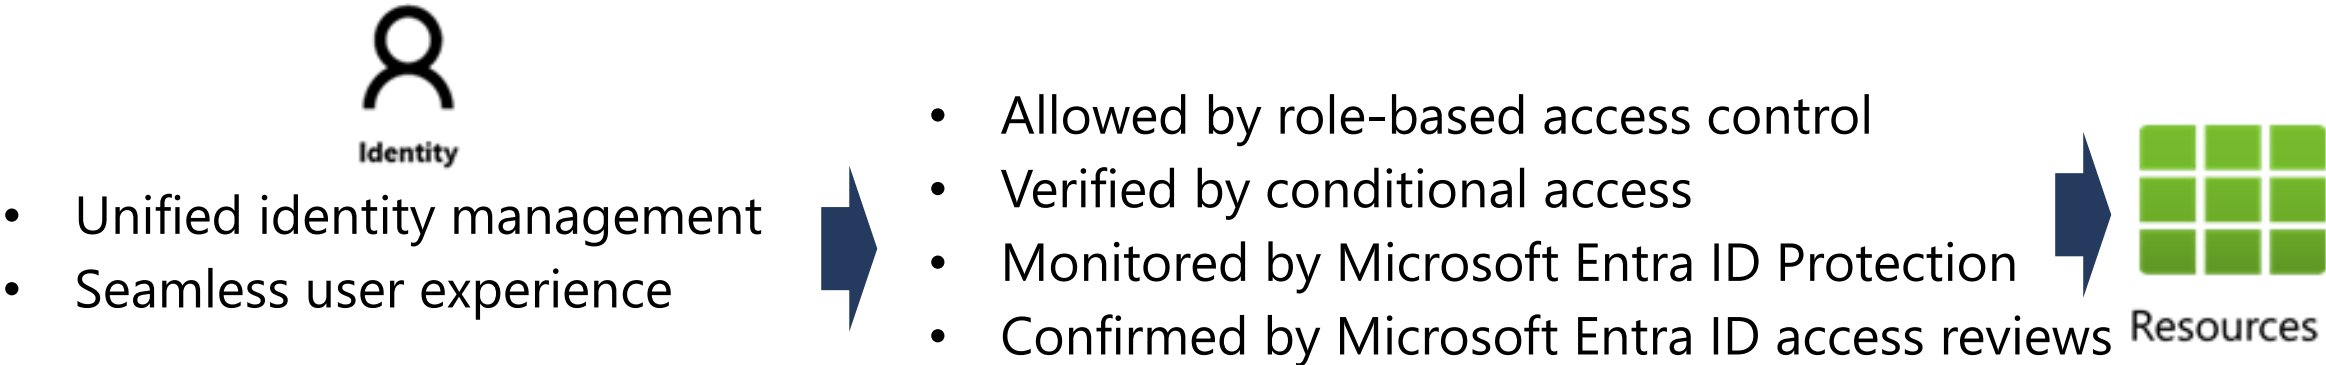 Identity
• Unified identity management
• Seamless user experience
• Allowed by role-based access control
• Verified by conditional access
• Monitored by Microsoft Entra ID Protection
• Confirmed by Microsoft Entra ID access reviews
Resources